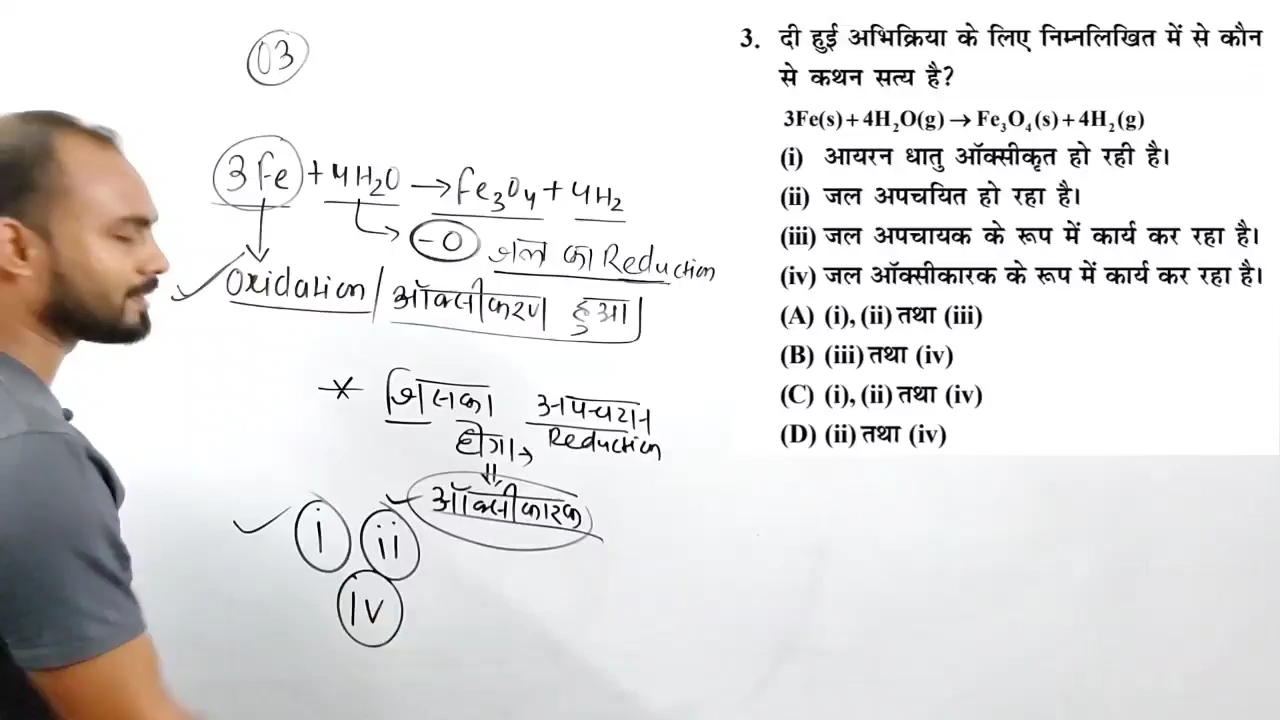 03
3Fe + 4H₂O → Fe₃O₄ + 4H₂
-O जल का Reduction
Oxidation / ऑक्सीकरण हुआ
* जिसका अपचयन
होगा → Reduction
ऑक्सीकारक
i ii
iv
3. दी हुई अभिक्रिया के लिए निम्नलिखित में से कौन
से कथन सत्य है?
3Fe(s) + 4H₂O(g) → Fe₃O₄(s) + 4H₂(g)
(i) आयरन धातु ऑक्सीकृत हो रही है।
(ii) जल अपचयित हो रहा है।
(iii) जल अपचायक के रूप में कार्य कर रहा है।
(iv) जल ऑक्सीकारक के रूप में कार्य कर रहा है।
(A) (i), (ii) तथा (iii)
(B) (iii) तथा (iv)
(C) (i), (ii) तथा (iv)
(D) (ii) तथा (iv)